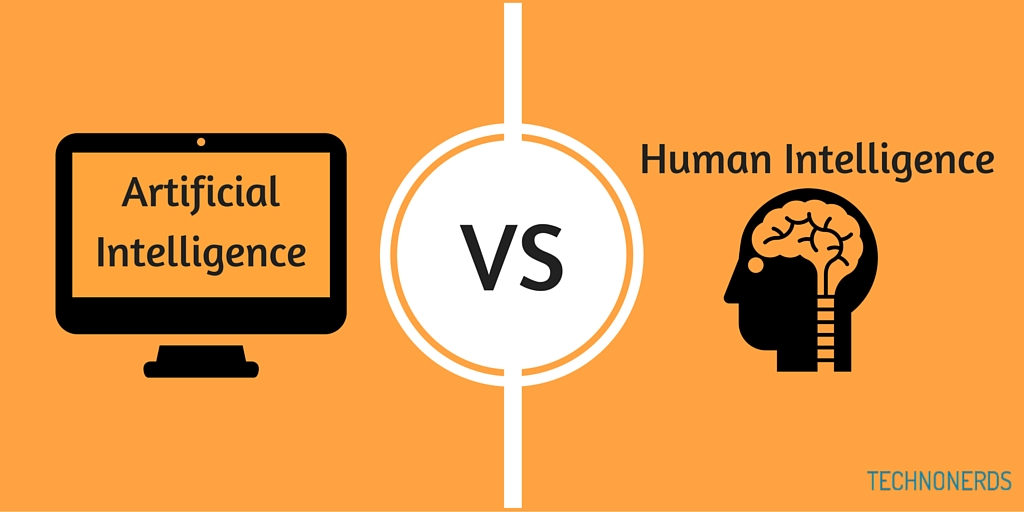 Artificial
Intelligence
VS
Human Intelligence
TECHNONERDS